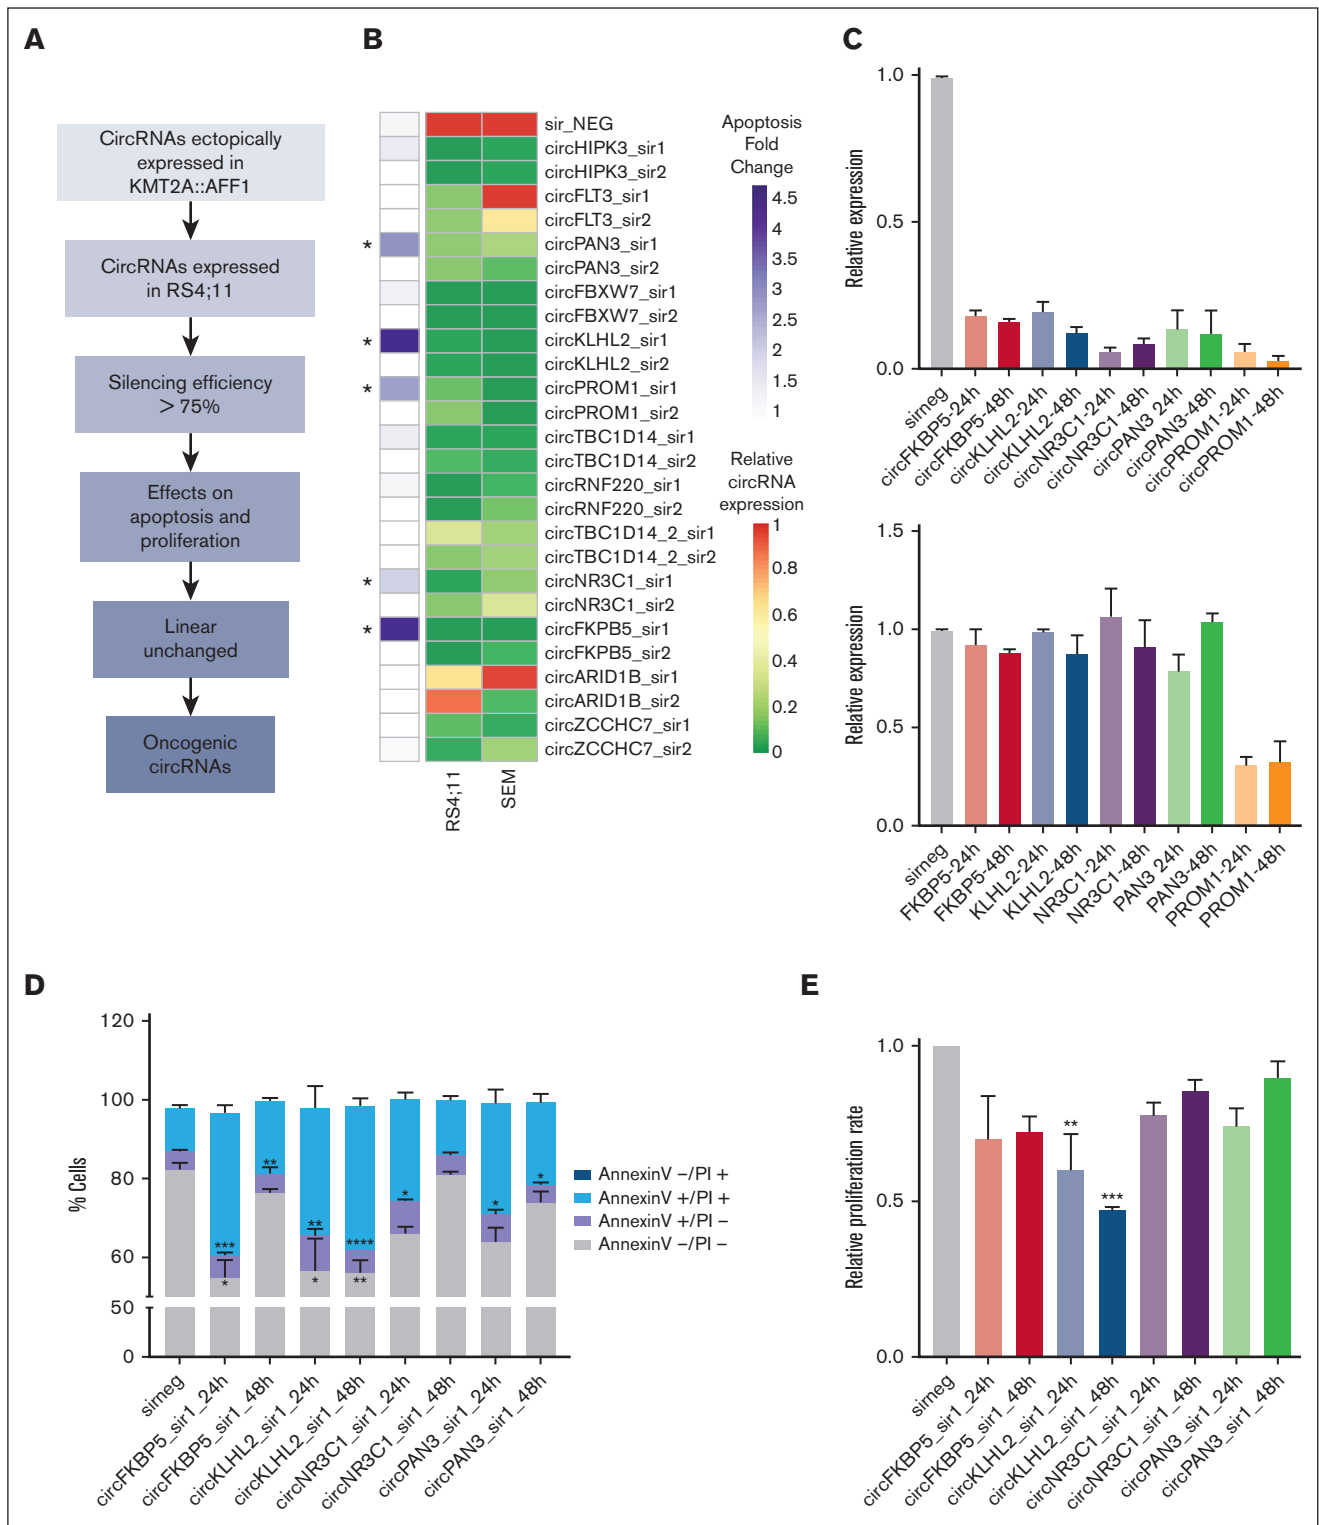 A
CircRNAs ectopically
expressed in
KMT2A::AFF1
CircRNAs expressed
in RS4;11
Silencing efficiency
> 75%
Effects on
apoptosis and
proliferation
Linear
unchanged
Oncogenic
circRNAs
B
sir_NEG
circHIPK3_sir1
circHIPK3_sir2
circFLT3_sir1
circFLT3_sir2
* circPAN3_sir1
circPAN3_sir2
circFBXW7_sir1
circFBXW7_sir2
* circKLHL2_sir1
circKLHL2_sir2
* circPROM1_sir1
circPROM1_sir2
circTBC1D14_sir1
circTBC1D14_sir2
circRNF220_sir1
circRNF220_sir2
circTBC1D14_2_sir1
circTBC1D14_2_sir2
* circNR3C1_sir1
circNR3C1_sir2
* circFKPB5_sir1
circFKPB5_sir2
circARID1B_sir1
circARID1B_sir2
circZCCHC7_sir1
circZCCHC7_sir2
RS4;11
SEM
Apoptosis
Fold
Change
4.5
4
3.5
3
2.5
2
1.5
1
Relative
circRNA
expression
1
0.8
0.6
0.4
0.2
0
C
Relative expression
1.0
0.5
0.0
sirneg
circFKBP5-24h
circFKBP5-48h
circKLHL2-24h
circKLHL2-48h
circNR3C1-24h
circNR3C1-48h
circPAN3 24h
circPAN3-48h
circPROM1-24h
circPROM1-48h
Relative expression
1.5
1.0
0.5
0.0
sirneg
FKBP5-24h
FKBP5-48h
KLHL2-24h
KLHL2-48h
NR3C1-24h
NR3C1-48h
PAN3 24h
PAN3-48h
PROM1-24h
PROM1-48h
D
% Cells
120
100
80
60
50
0
***
*
**
**
*
****
**
*
*
*
sirneg
circFKBP5_sir1_24h
circFKBP5_sir1_48h
circKLHL2_sir1_24h
circKLHL2_sir1_48h
circNR3C1_sir1_24h
circNR3C1_sir1_48h
circPAN3_sir1_24h
circPAN3_sir1_48h
AnnexinV −/PI +
AnnexinV +/PI +
AnnexinV +/PI −
AnnexinV −/PI −
E
Relative proliferation rate
1.0
0.5
0.0
**
***
sirneg
circFKBP5_sir1_24h
circFKBP5_sir1_48h
circKLHL2_sir1_24h
circKLHL2_sir1_48h
circNR3C1_sir1_24h
circNR3C1_sir1_48h
circPAN3_sir1_24h
circPAN3_sir1_48h